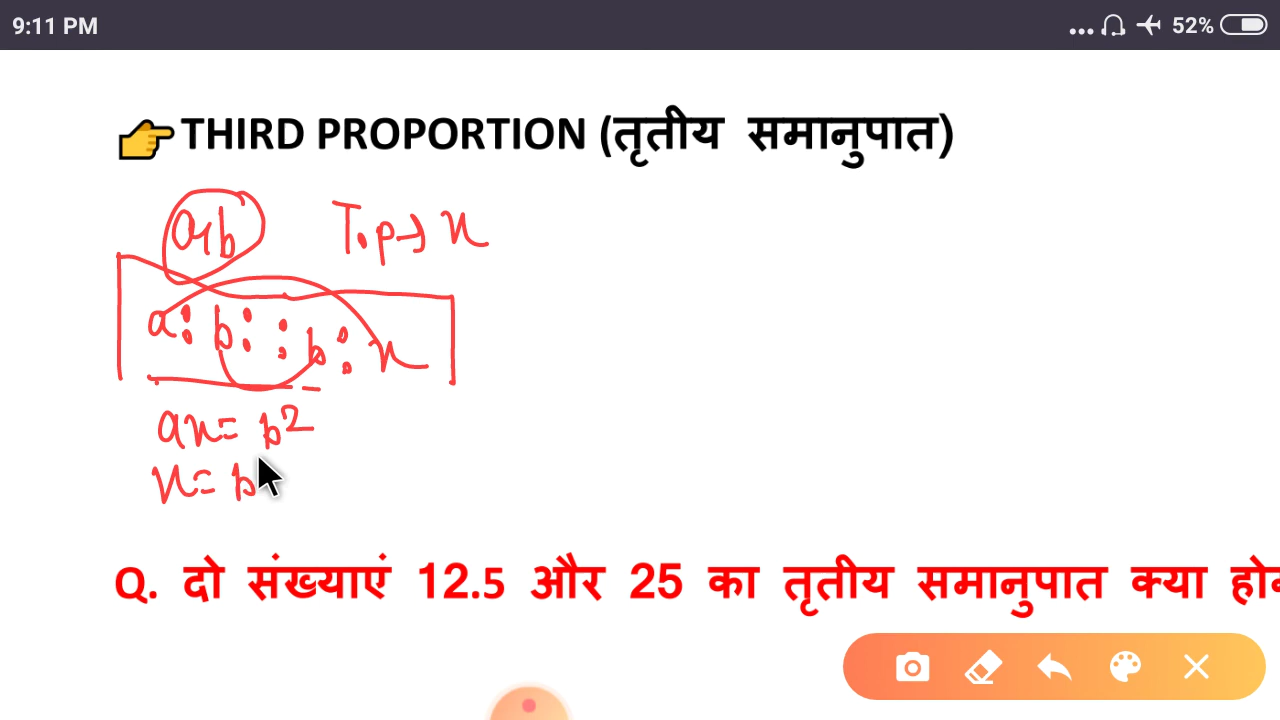 9:11 PM 52%
👉THIRD PROPORTION (तृतीय समानुपात)
a,b T.p→ x
a:b::b:x
ax= b²
x= b
Q. दो संख्याएं 12.5 और 25 का तृतीय समानुपात क्या